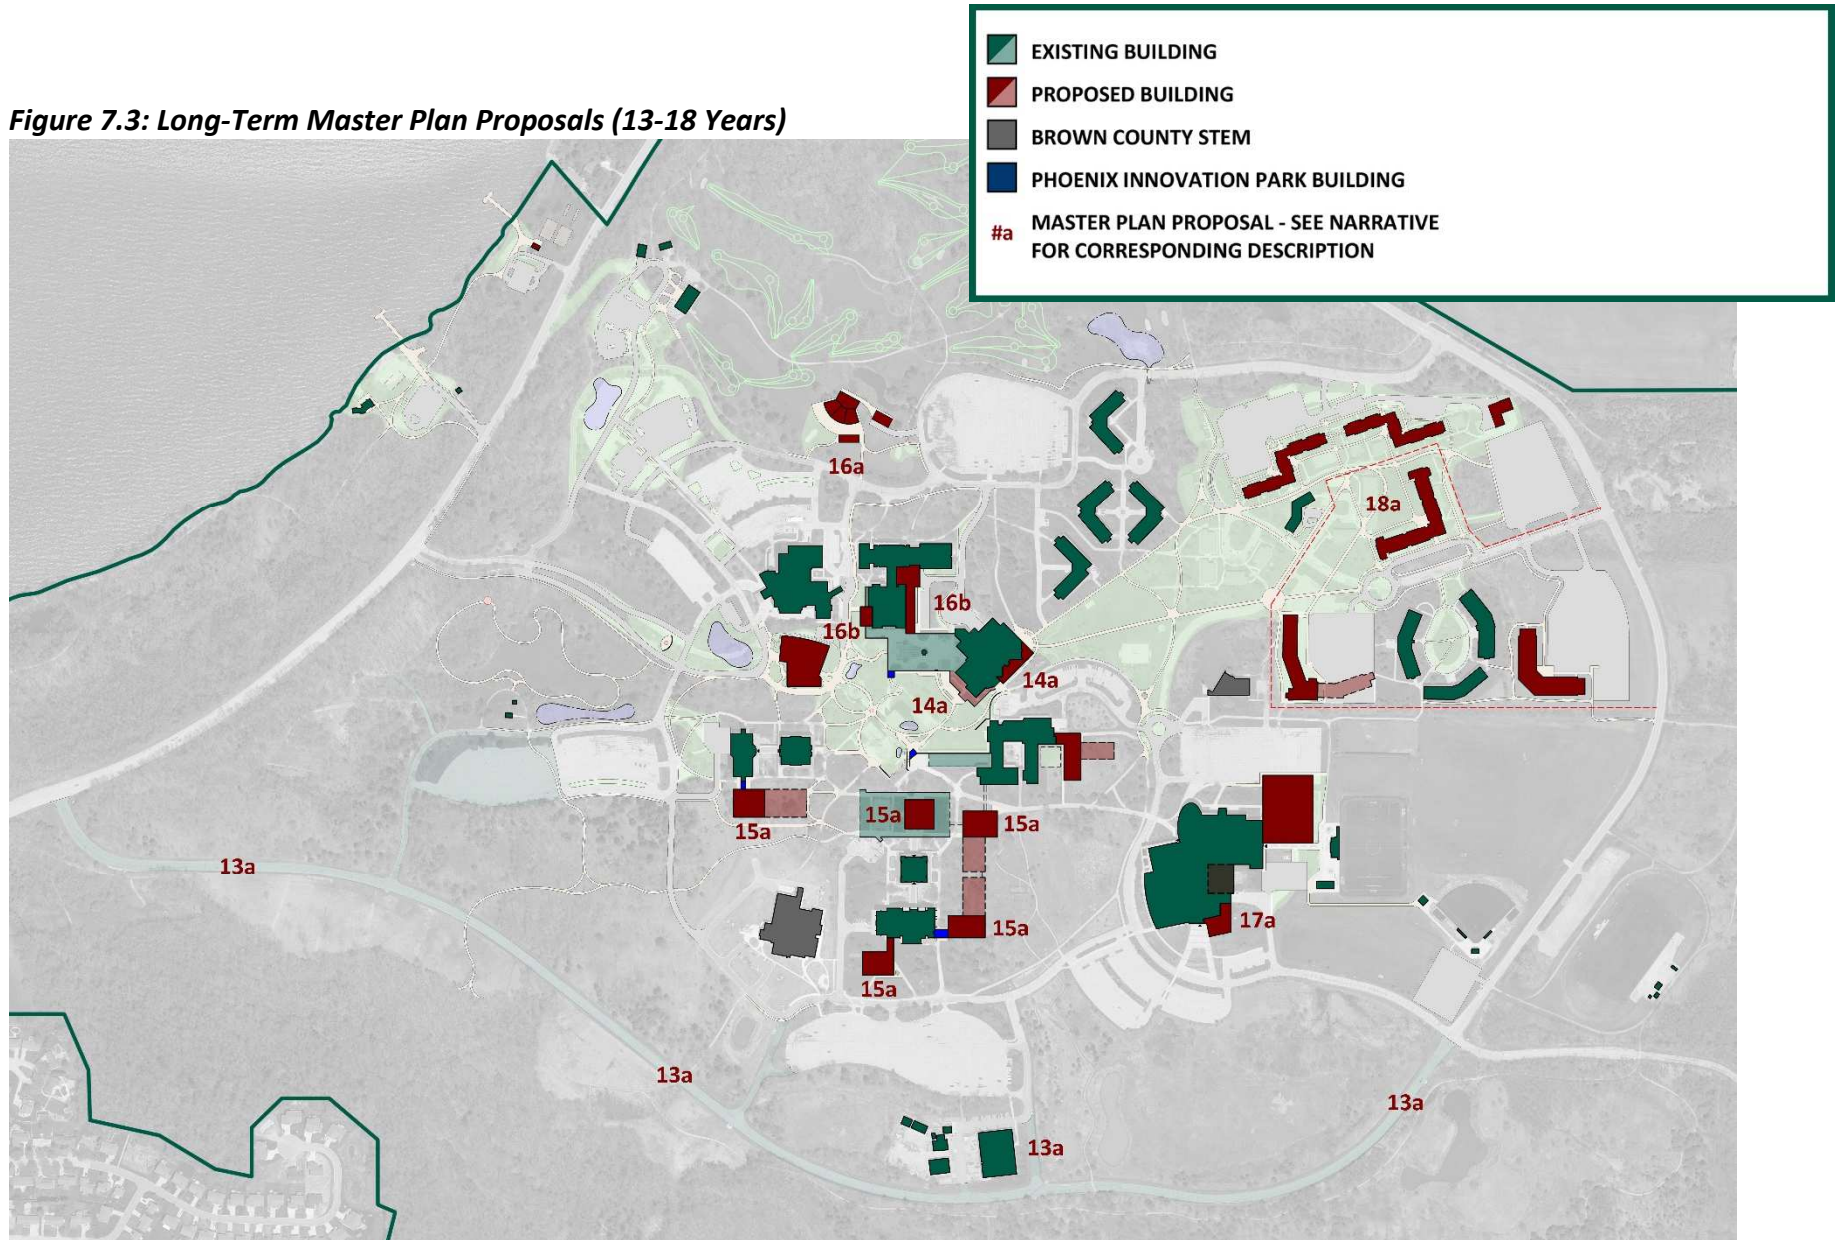 EXISTING BUILDING
PROPOSED BUILDING
BROWN COUNTY STEM
PHOENIX INNOVATION PARK BUILDING
#a MASTER PLAN PROPOSAL - SEE NARRATIVE
FOR CORRESPONDING DESCRIPTION
Figure 7.3: Long-Term Master Plan Proposals (13-18 Years)
16a
18a
16b
16b
14a
14a
15a
15a
15a
13a
17a
15a
15a
13a
13a
13a